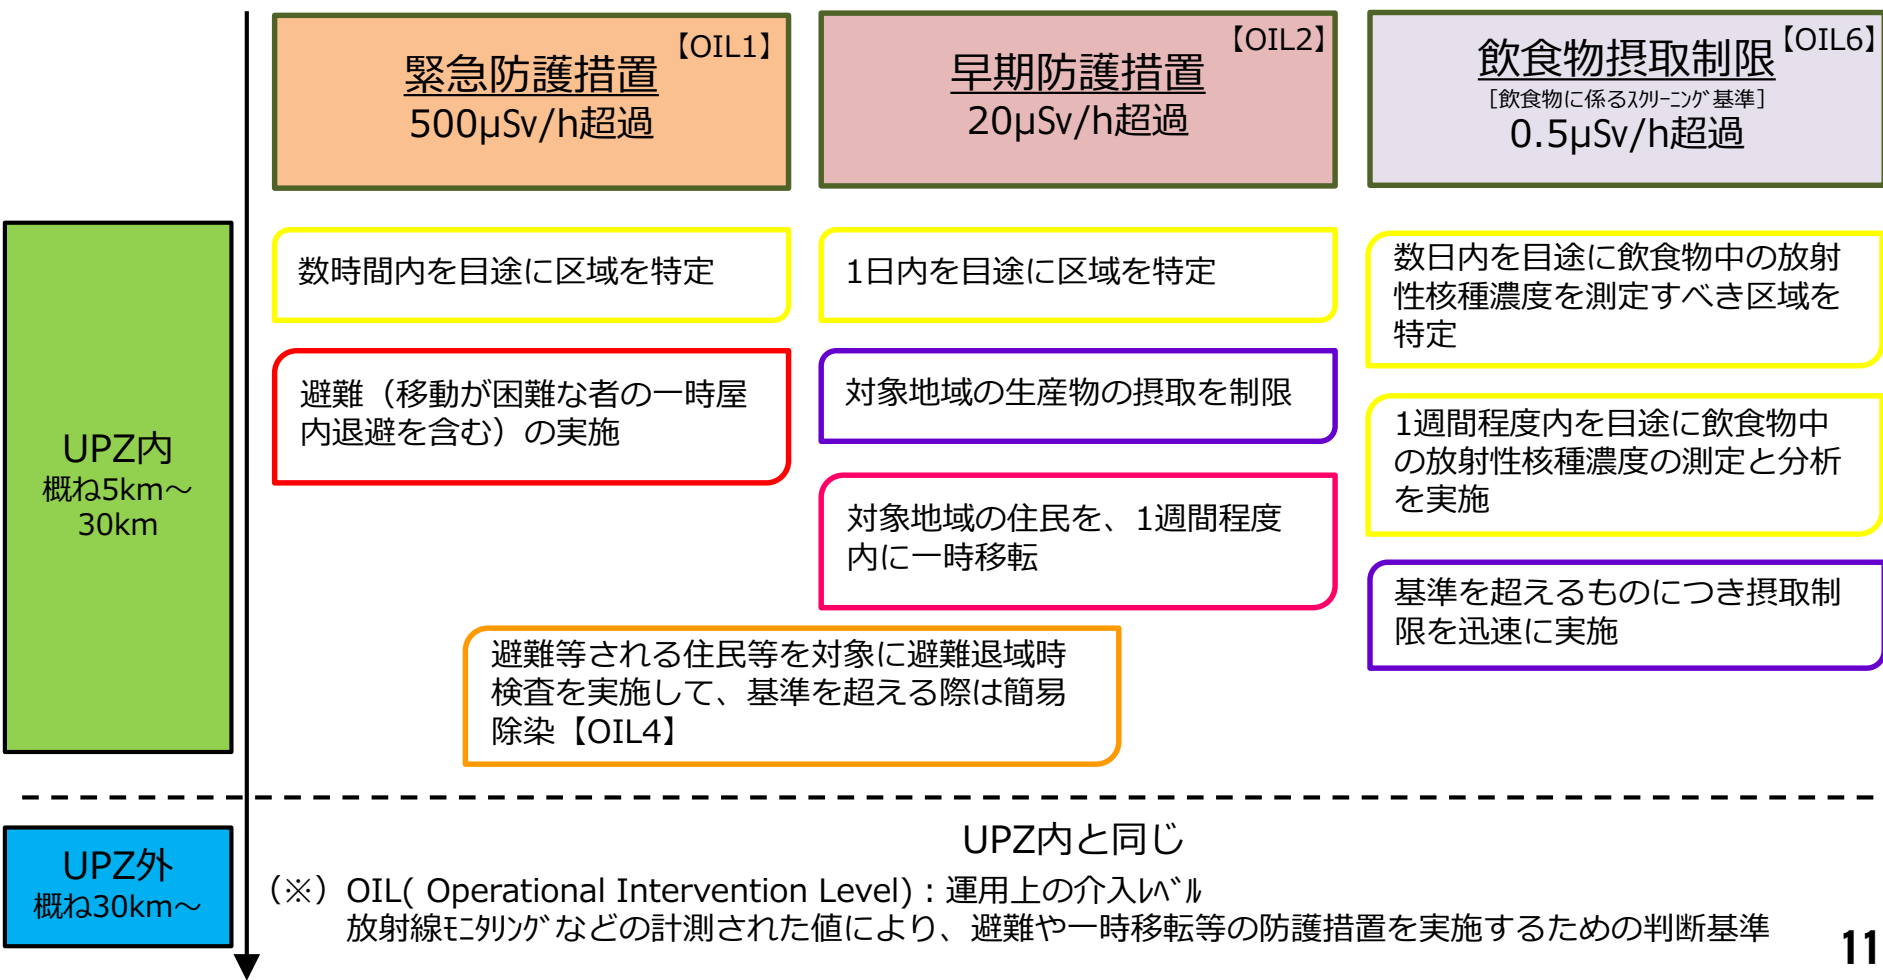 緊急防護措置
【OIL1】
500μSv/h超過
早期防護措置
【OIL2】
20μSv/h超過
飲食物摂取制限
【OIL6】
[飲食物に係るｽｸﾘｰﾆﾝｸﾞ基準]
0.5μSv/h超過
UPZ内
概ね5km～
30km
数時間内を目途に区域を特定
避難（移動が困難な者の一時屋
内退避を含む）の実施
1日内を目途に区域を特定
対象地域の生産物の摂取を制限
対象地域の住民を、1週間程度
内に一時移転
避難等される住民等を対象に避難退域時
検査を実施して、基準を超える際は簡易
除染【OIL4】
数日内を目途に飲食物中の放射
性核種濃度を測定すべき区域を
特定
1週間程度内を目途に飲食物中
の放射性核種濃度の測定と分析
を実施
基準を超えるものにつき摂取制
限を迅速に実施
UPZ外
概ね30km～
UPZ内と同じ
（※）OIL( Operational Intervention Level)：運用上の介入ﾚﾍﾞﾙ
放射線ﾓﾆﾀﾘﾝｸﾞなどの計測された値により、避難や一時移転等の防護措置を実施するための判断基準
11